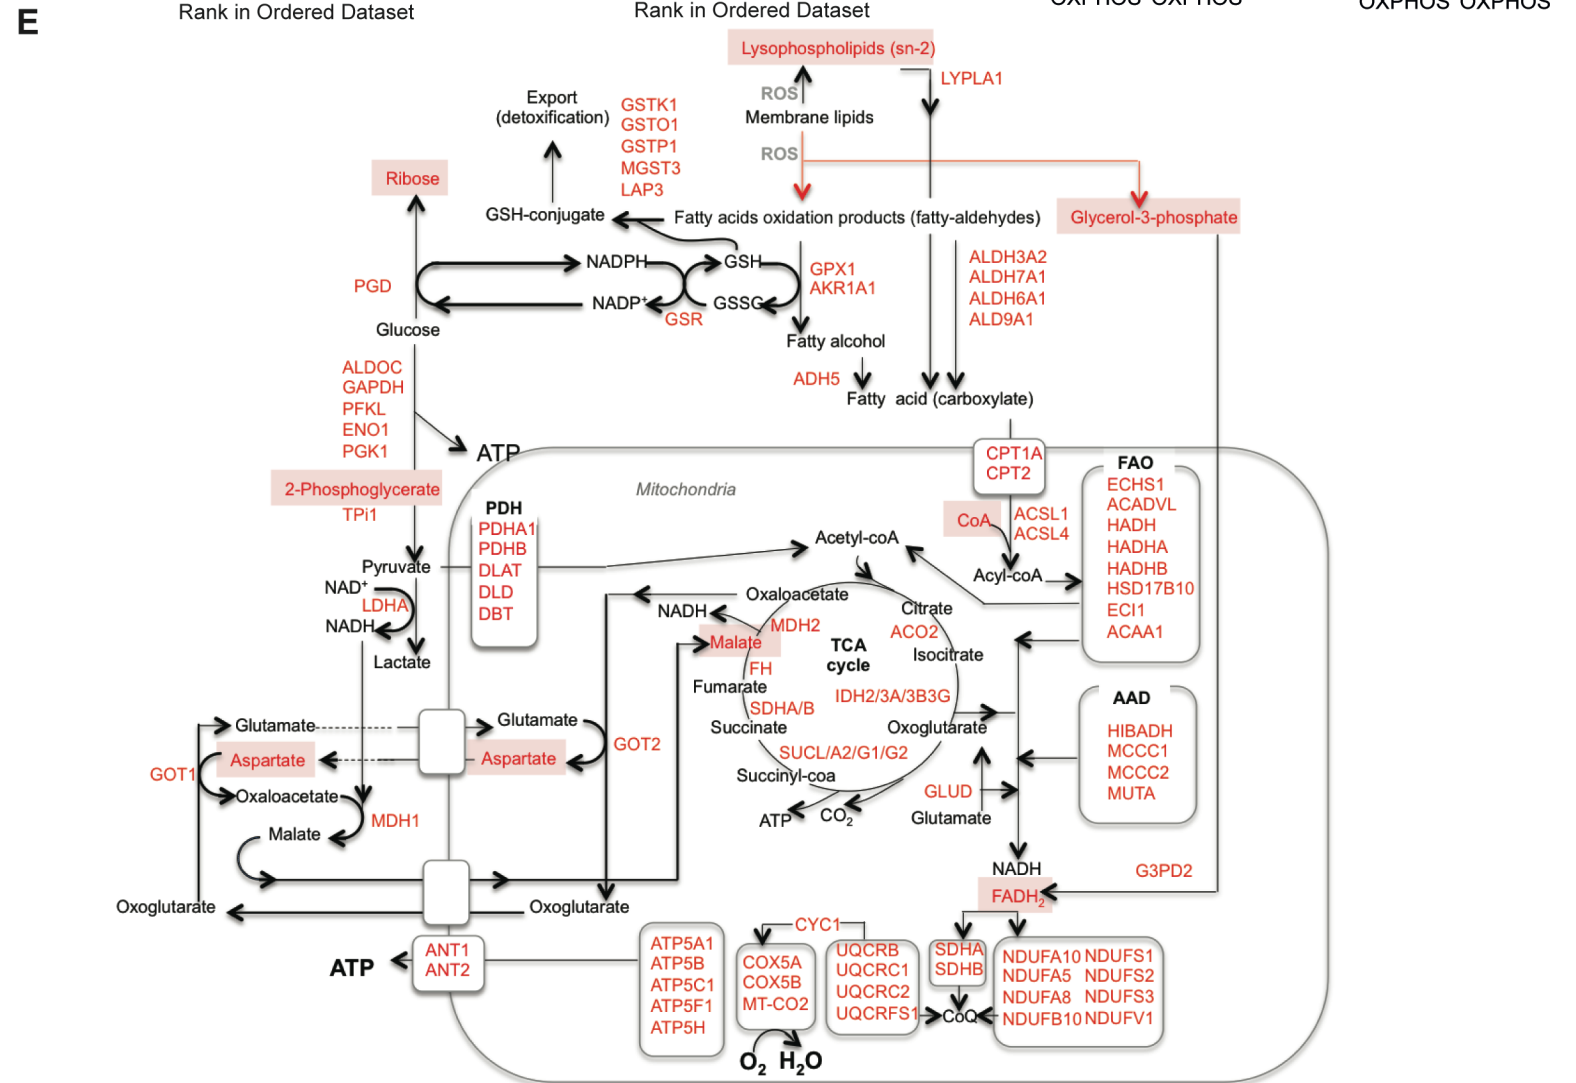 Rank in Ordered Dataset
Rank in Ordered Dataset
OXPHOS OXPHOS
OXPHOS OXPHOS
E
Lysophospholipids (sn-2)
LYPLA1
ROS
Membrane lipids
ROS
Export
(detoxification)
GSTK1
GSTO1
GSTP1
MGST3
LAP3
Ribose
GSH-conjugate
Fatty acids oxidation products (fatty-aldehydes)
Glycerol-3-phosphate
NADPH
GSH
PGD
NADP+
GSSG
GSR
GPX1
AKR1A1
ALDH3A2
ALDH7A1
ALDH6A1
ALD9A1
Glucose
Fatty alcohol
ADH5
Fatty acid (carboxylate)
ALDOC
GAPDH
PFKL
ENO1
PGK1
ATP
2-Phosphoglycerate
TPi1
Mitochondria
CPT1A
CPT2
CoA
ACSL1
ACSL4
Acyl-coA
FAO
ECHS1
ACADVL
HADH
HADHA
HADHB
HSD17B10
ECI1
ACAA1
PDH
PDHA1
PDHB
DLAT
DLD
DBT
Acetyl-coA
Pyruvate
NAD+
LDHA
NADH
Lactate
Oxaloacetate
NADH
MDH2
Malate
Citrate
ACO2
TCA
cycle
Isocitrate
FH
Fumarate
IDH2/3A/3B3G
SDHA/B
Succinate
Oxoglutarate
SUCL/A2/G1/G2
Succinyl-coa
ATP
CO2
GLUD
Glutamate
AAD
HIBADH
MCCC1
MCCC2
MUTA
Glutamate
Glutamate
Aspartate
Aspartate
GOT2
GOT1
Oxaloacetate
MDH1
Malate
Oxoglutarate
Oxoglutarate
NADH
FADH2
G3PD2
ATP
ANT1
ANT2
ATP5A1
ATP5B
ATP5C1
ATP5F1
ATP5H
CYC1
COX5A
COX5B
MT-CO2
O2 H2O
UQCRB
UQCRC1
UQCRC2
UQCRFS1
SDHA
SDHB
CoQ
NDUFA10 NDUFS1
NDUFA5 NDUFS2
NDUFA8 NDUFS3
NDUFB10 NDUFV1